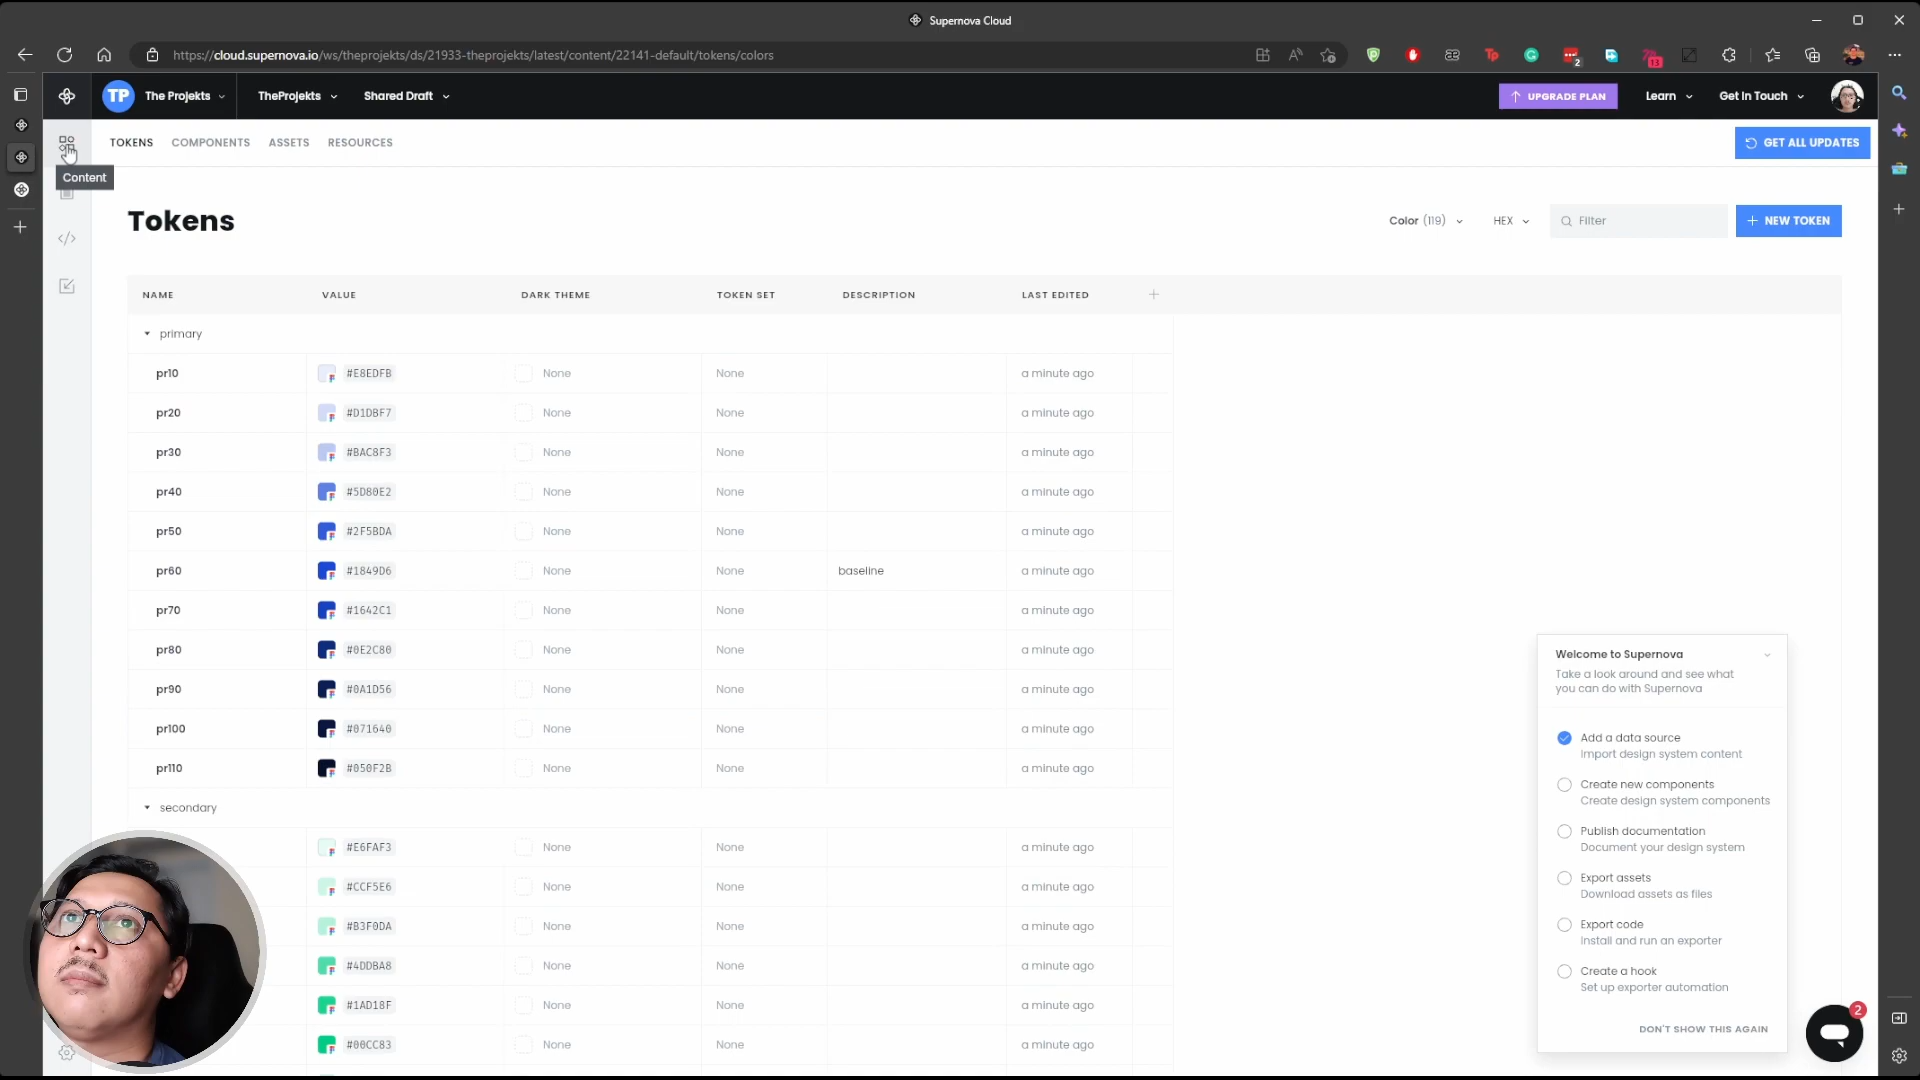 Supernova Cloud
https://cloud.supernova.io/ws/theprojekts/ds/21933-theprojekts/latest/content/22141-default/tokens/colors
2
13
TP The Projekts
TheProjekts
Shared Draft
UPGRADE PLAN
Learn
Get In Touch
TOKENS
COMPONENTS
ASSETS
RESOURCES
GET ALL UPDATES
Content
Tokens
Color (119)
HEX
Filter
NEW TOKEN
NAME VALUE DARK THEME TOKEN SET DESCRIPTION LAST EDITED
primary
pr10 #E8EDFB None None a minute ago
pr20 #D1DBF7 None None a minute ago
pr30 #BAC8F3 None None a minute ago
pr40 #5D80E2 None None a minute ago
pr50 #2F5BDA None None a minute ago
pr60 #1849D6 None None baseline a minute ago
pr70 #1642C1 None None a minute ago
pr80 #0E2C80 None None a minute ago
pr90 #0A1D56 None None a minute ago
pr100 #071640 None None a minute ago
pr110 #050F2B None None a minute ago
secondary
#E6FAF3 None None a minute ago
#CCF5E6 None None a minute ago
#B3F0DA None None a minute ago
#4DDBA8 None None a minute ago
#1AD18F None None a minute ago
#00CC83 None None a minute ago
Welcome to Supernova
Take a look around and see what
you can do with Supernova
Add a data source
Import design system content
Create new components
Create design system components
Publish documentation
Document your design system
Export assets
Download assets as files
Export code
Install and run an exporter
Create a hook
Set up exporter automation
DON'T SHOW THIS AGAIN
2